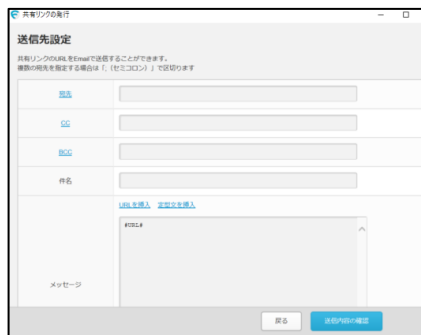 共有リンクの発行
送信先設定
共有リンクのURLをEmailで送信することができます。
複数の宛先を指定する場合は「;（セミコロン）」で区切ります
宛先
CC
BCC
件名
URLを挿入 定型文を挿入
#URL#
メッセージ
戻る 送信内容の確認